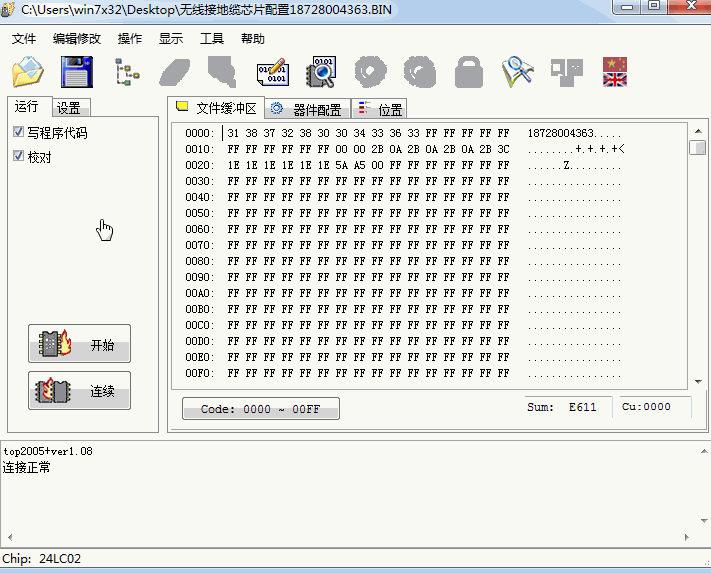 C:\Users\win7x32\Desktop\无线接地缆芯片配置18728004363.BIN
文件 编辑修改 操作 显示 工具 帮助
运行 设置
写程序代码
校对
开始
连续
文件缓冲区 器件配置 位置
0000: 31 38 37 32 38 30 30 34 33 36 33 FF FF FF FF FF 18728004363.....
0010: FF FF FF FF FF FF 00 00 2B 0A 2B 0A 2B 0A 2B 3C ........+.+.+.+<
0020: 1E 1E 1E 1E 1E 1E 5A A5 00 FF FF FF FF FF FF FF ......Z.........
0030: FF FF FF FF FF FF FF FF FF FF FF FF FF FF FF FF ................
0040: FF FF FF FF FF FF FF FF FF FF FF FF FF FF FF FF ................
0050: FF FF FF FF FF FF FF FF FF FF FF FF FF FF FF FF ................
0060: FF FF FF FF FF FF FF FF FF FF FF FF FF FF FF FF ................
0070: FF FF FF FF FF FF FF FF FF FF FF FF FF FF FF FF ................
0080: FF FF FF FF FF FF FF FF FF FF FF FF FF FF FF FF ................
0090: FF FF FF FF FF FF FF FF FF FF FF FF FF FF FF FF ................
00A0: FF FF FF FF FF FF FF FF FF FF FF FF FF FF FF FF ................
00B0: FF FF FF FF FF FF FF FF FF FF FF FF FF FF FF FF ................
00C0: FF FF FF FF FF FF FF FF FF FF FF FF FF FF FF FF ................
00D0: FF FF FF FF FF FF FF FF FF FF FF FF FF FF FF FF ................
00E0: FF FF FF FF FF FF FF FF FF FF FF FF FF FF FF FF ................
00F0: FF FF FF FF FF FF FF FF FF FF FF FF FF FF FF FF ................
Code: 0000 ~ 00FF Sum: E611 Cu:0000
top2005+ver1.08
连接正常
Chip: 24LC02